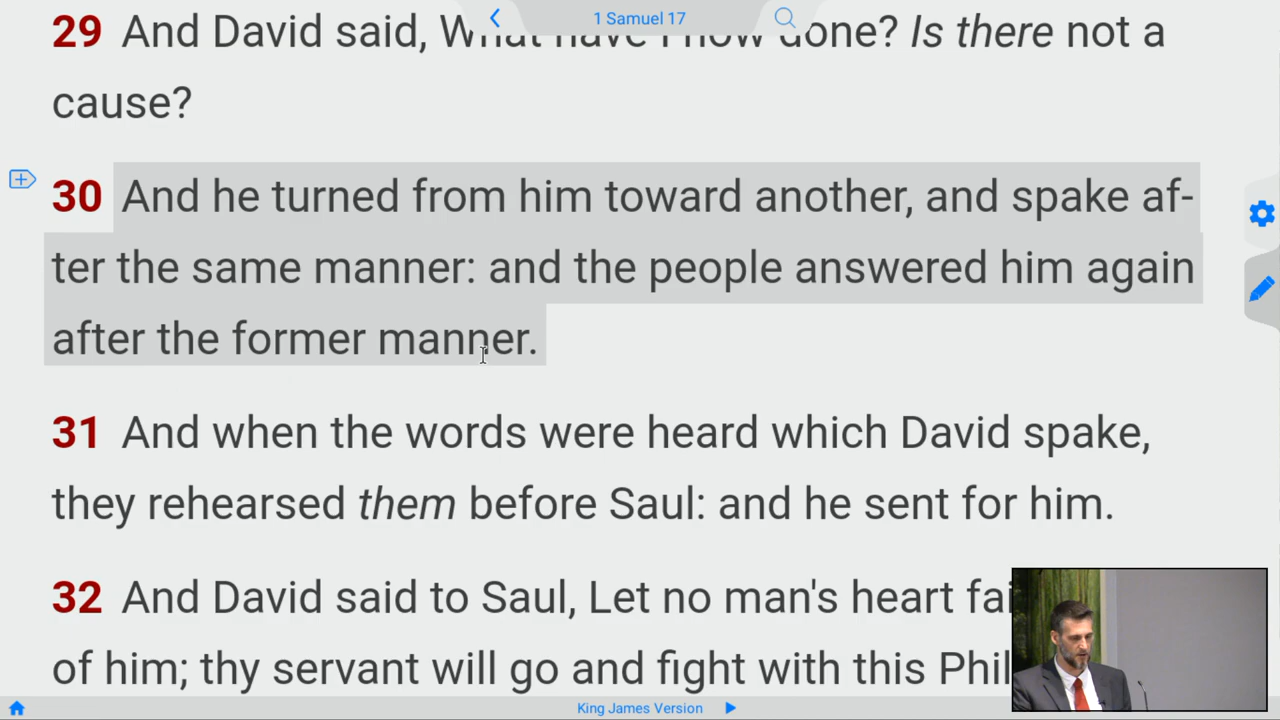 1 Samuel 17
29 And David said, What have I now done? Is there not a
cause?
30 And he turned from him toward another, and spake af-
ter the same manner: and the people answered him again
after the former manner.
31 And when the words were heard which David spake,
they rehearsed them before Saul: and he sent for him.
32 And David said to Saul, Let no man's heart fai
of him; thy servant will go and fight with this Phil
King James Version